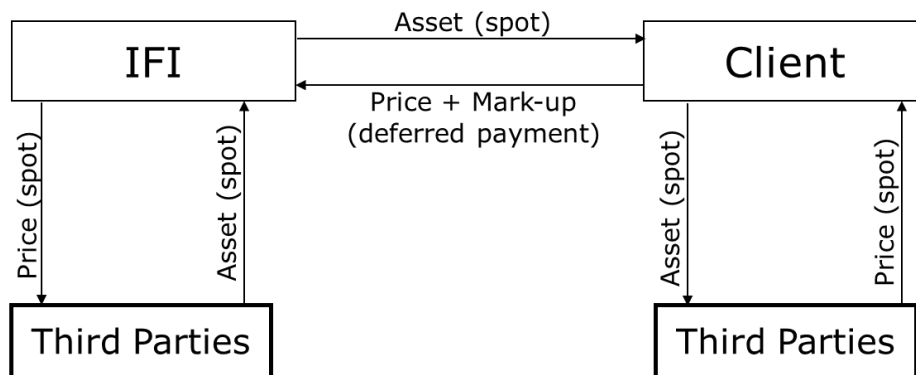 Asset (spot)
IFI
Client
Price + Mark-up
(deferred payment)
Price (spot)
Asset (spot)
Asset (spot)
Price (spot)
Third Parties
Third Parties